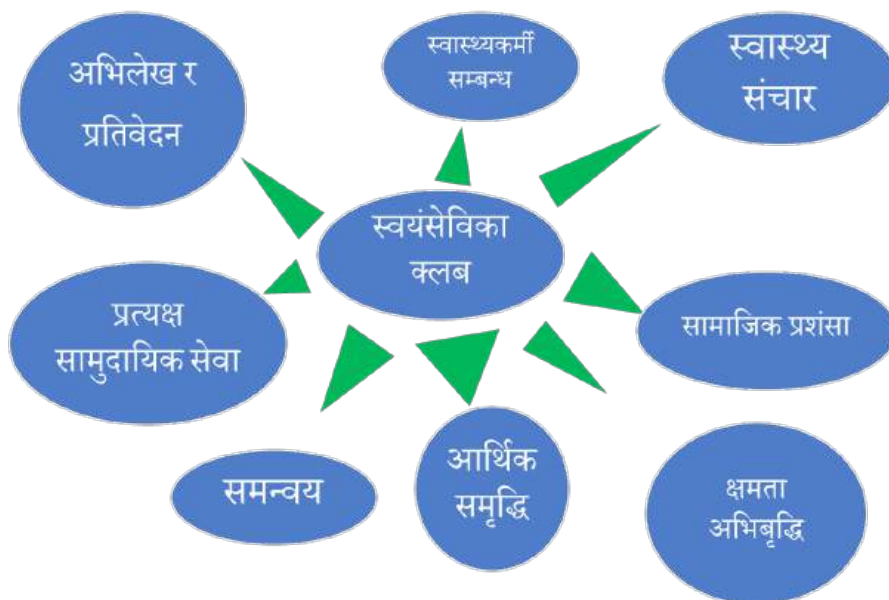 अभिलेख र
प्रतिवेदन
स्वास्थ्यकर्मी
सम्बन्ध
स्वास्थ्य
संचार
स्वयंसेविका
क्लब
प्रत्यक्ष
सामुदायिक सेवा
सामाजिक प्रशंसा
समन्वय
आर्थिक
समृद्धि
क्षमता
अभिबृद्धि